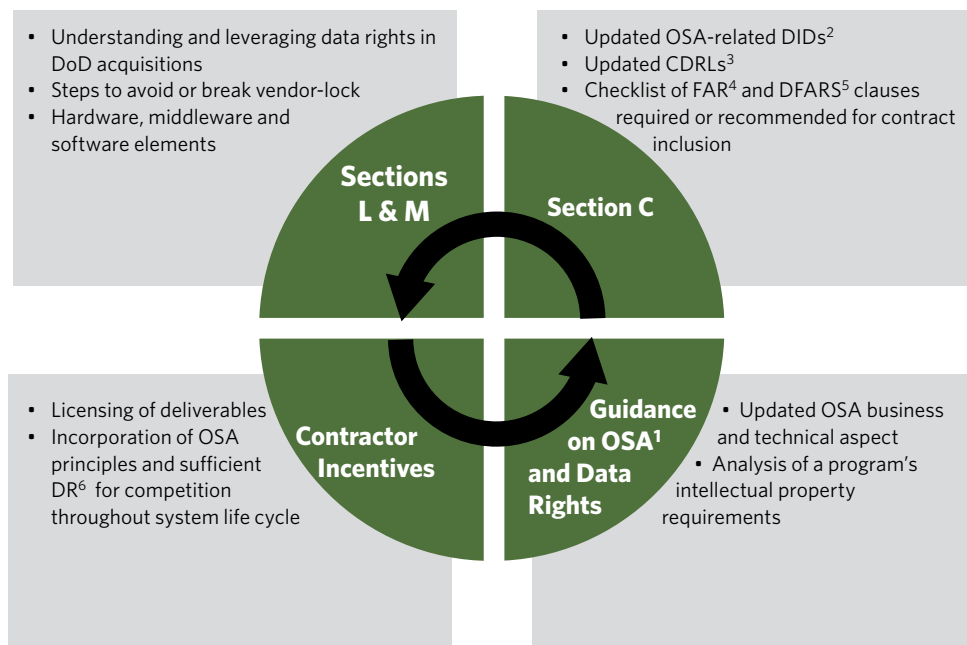 • Understanding and leveraging data rights in
DoD acquisitions
• Steps to avoid or break vendor-lock
• Hardware, middleware and
software elements
Sections
L & M
• Updated OSA-related DIDs²
• Updated CDRLs³
• Checklist of FAR⁴ and DFARS⁵ clauses
required or recommended for contract
inclusion
Section C
• Licensing of deliverables
• Incorporation of OSA
principles and sufficient
DR⁶ for competition
throughout system life cycle
Contractor
Incentives
Guidance
on OSA¹
and Data
Rights
• Updated OSA business
and technical aspect
• Analysis of a program’s
intellectual property
requirements